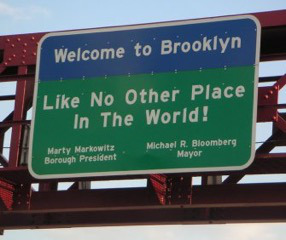 Welcome to Brooklyn
Like No Other Place
In The World!
Marty Markowitz
Borough President
Michael R. Bloomberg
Mayor